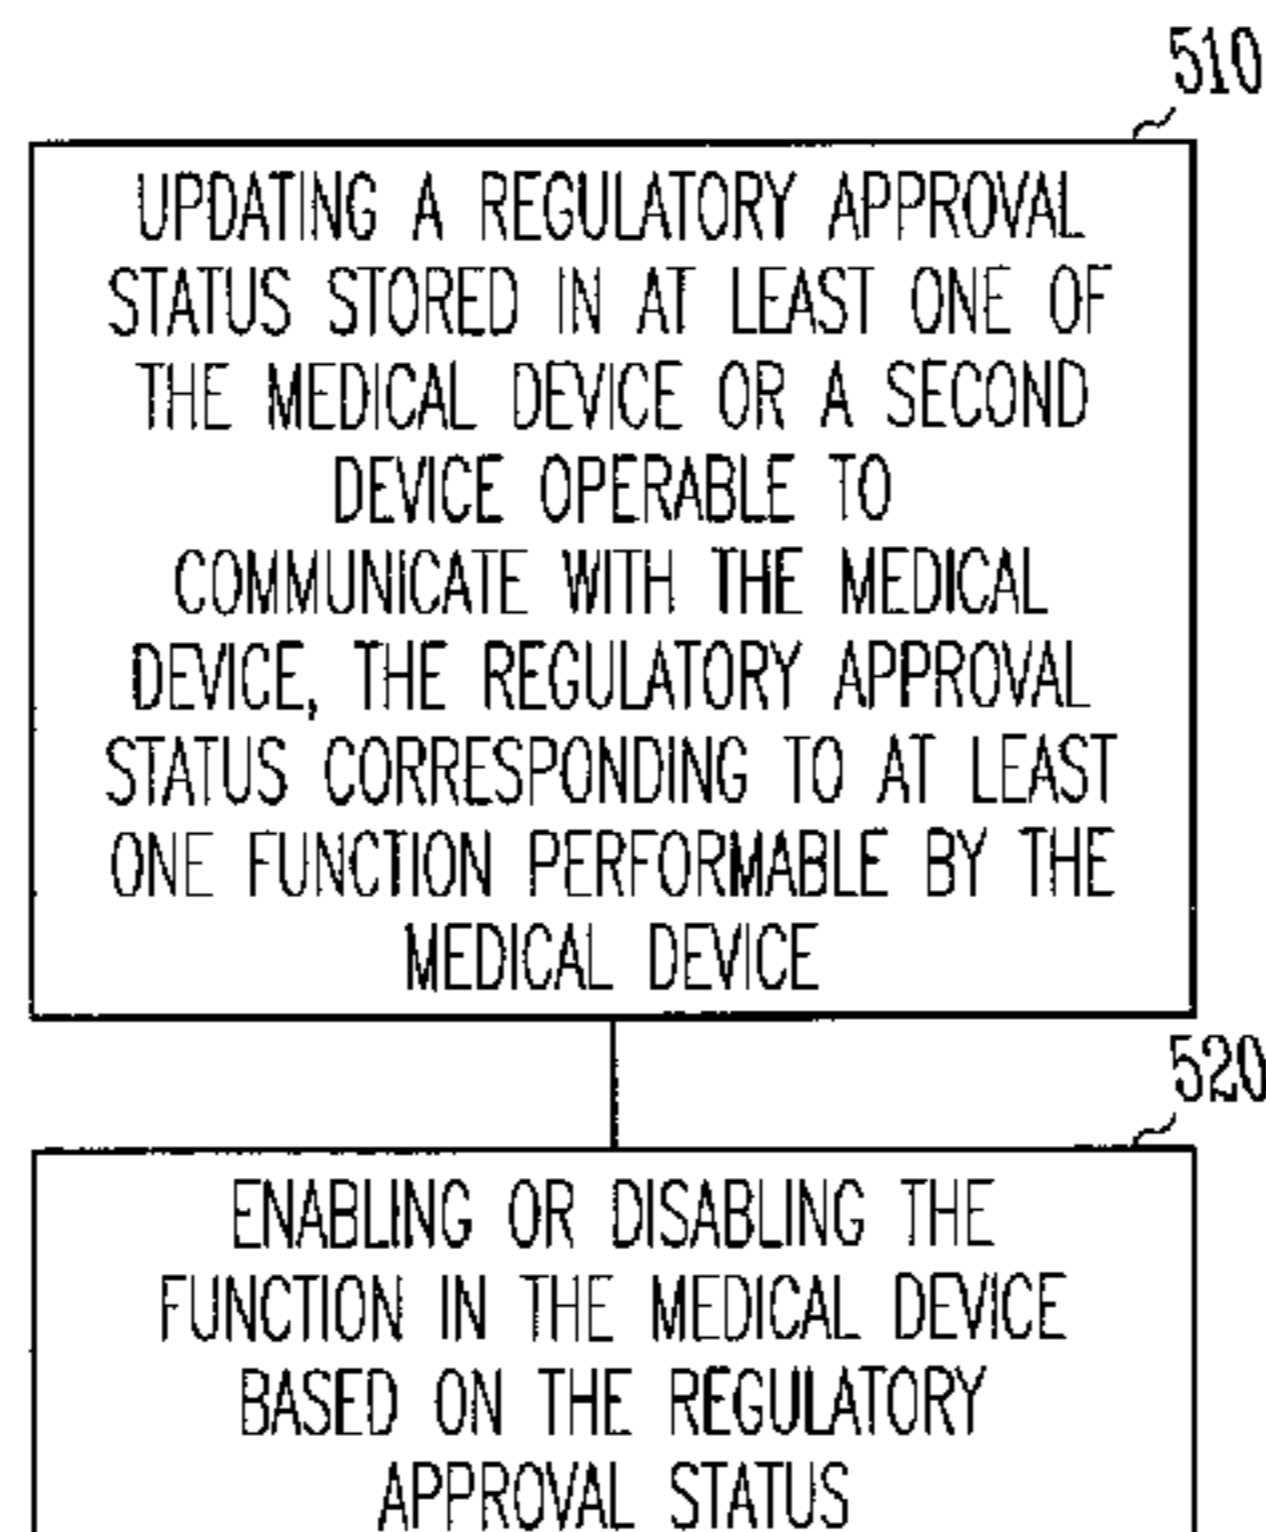 510
UPDATING A REGULATORY APPROVAL
STATUS STORED IN AT LEAST ONE OF
THE MEDICAL DEVICE OR A SECOND
DEVICE OPERABLE TO
COMMUNICATE WITH THE MEDICAL
DEVICE, THE REGULATORY APPROVAL
STATUS CORRESPONDING TO AT LEAST
ONE FUNCTION PERFORMABLE BY THE
MEDICAL DEVICE
520
ENABLING OR DISABLING THE
FUNCTION IN THE MEDICAL DEVICE
BASED ON THE REGULATORY
APPROVAL STATUS